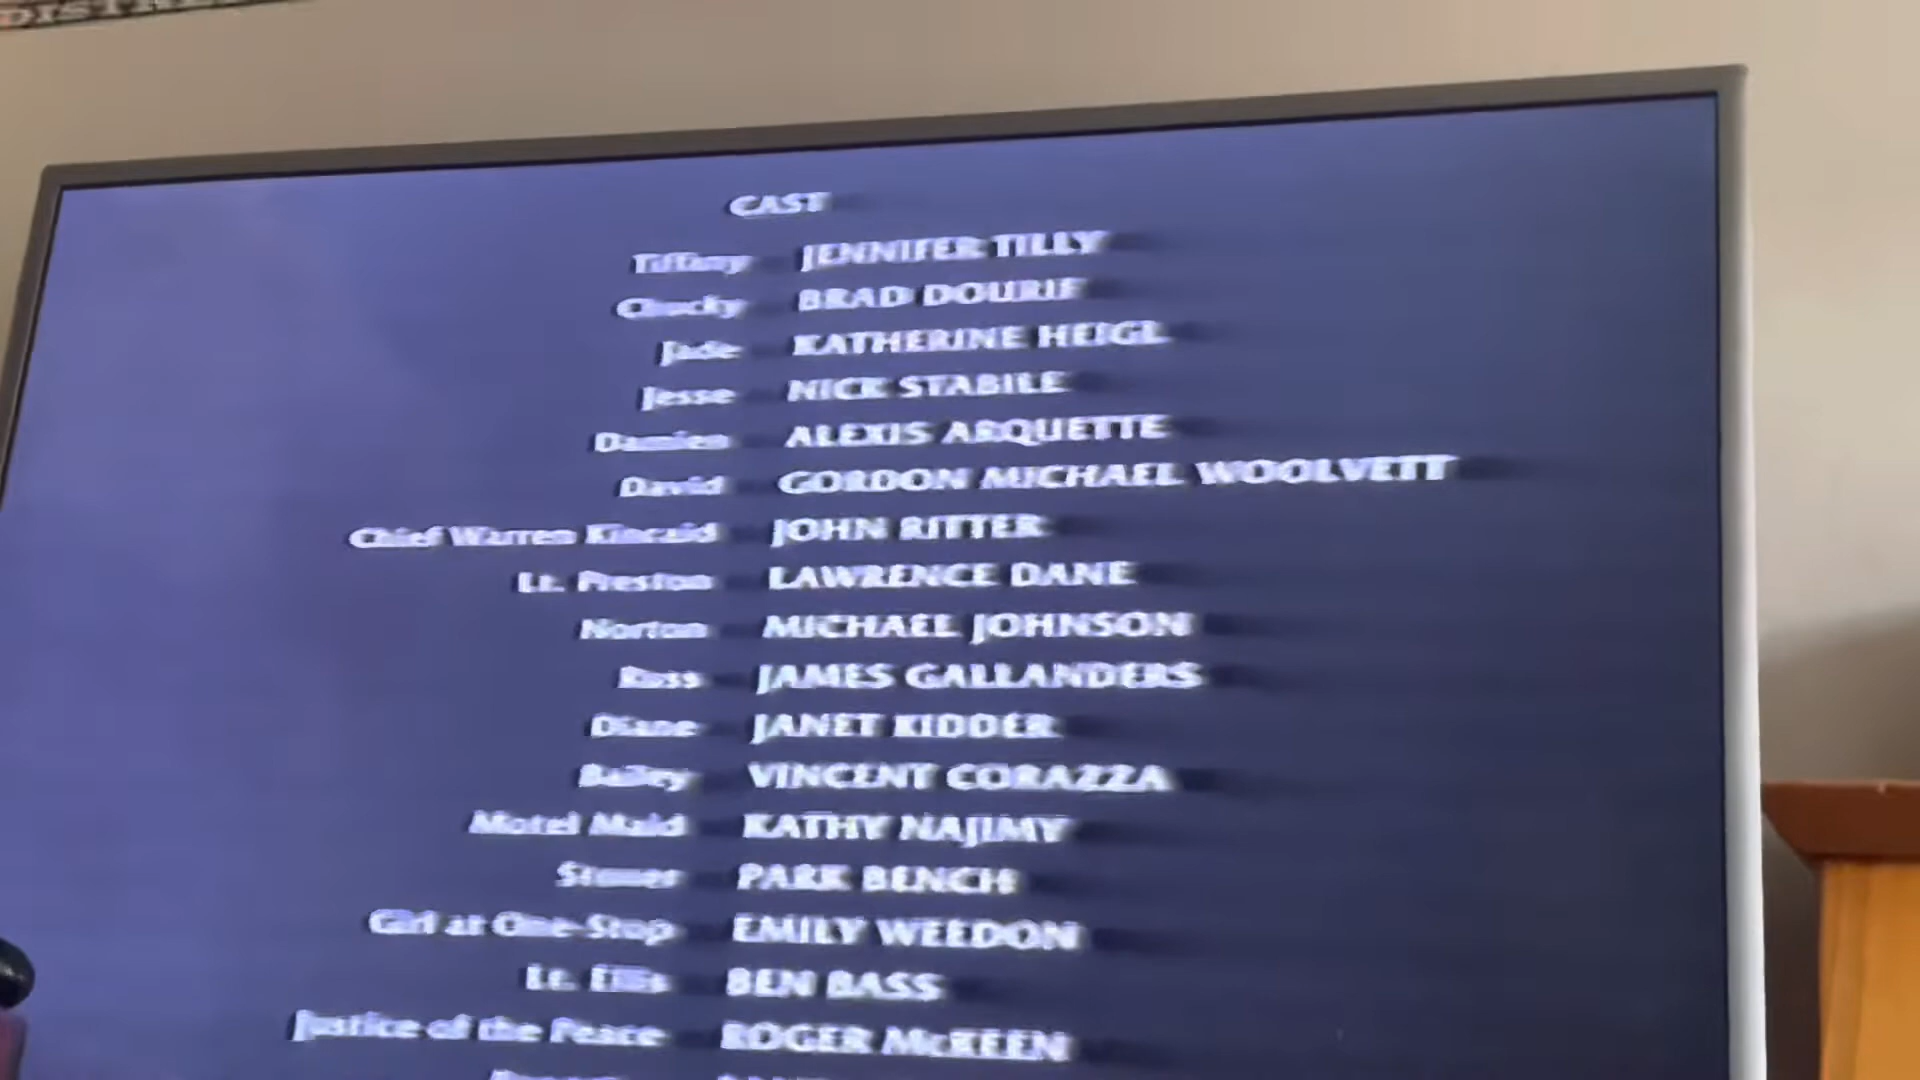 CAST
Tiffany JENNIFER TILLY
Chucky BRAD DOURIF
Jade KATHERINE HEIGL
Jesse NICK STABILE
Damien ALEXIS ARQUETTE
David GORDON MICHAEL WOOLVETT
Chief Warren Kincaid JOHN RITTER
Lt. Preston LAWRENCE DANE
Norton MICHAEL JOHNSON
Russ JAMES GALLANDERS
Diane JANET KIDDER
Bailey VINCENT CORAZZA
Motel Maid KATHY NAJIMY
Stoner PARK BENCH
Girl at One-Stop EMILY WEEDON
Lt. Ellis BEN BASS
Justice of the Peace ROGER McKEEN